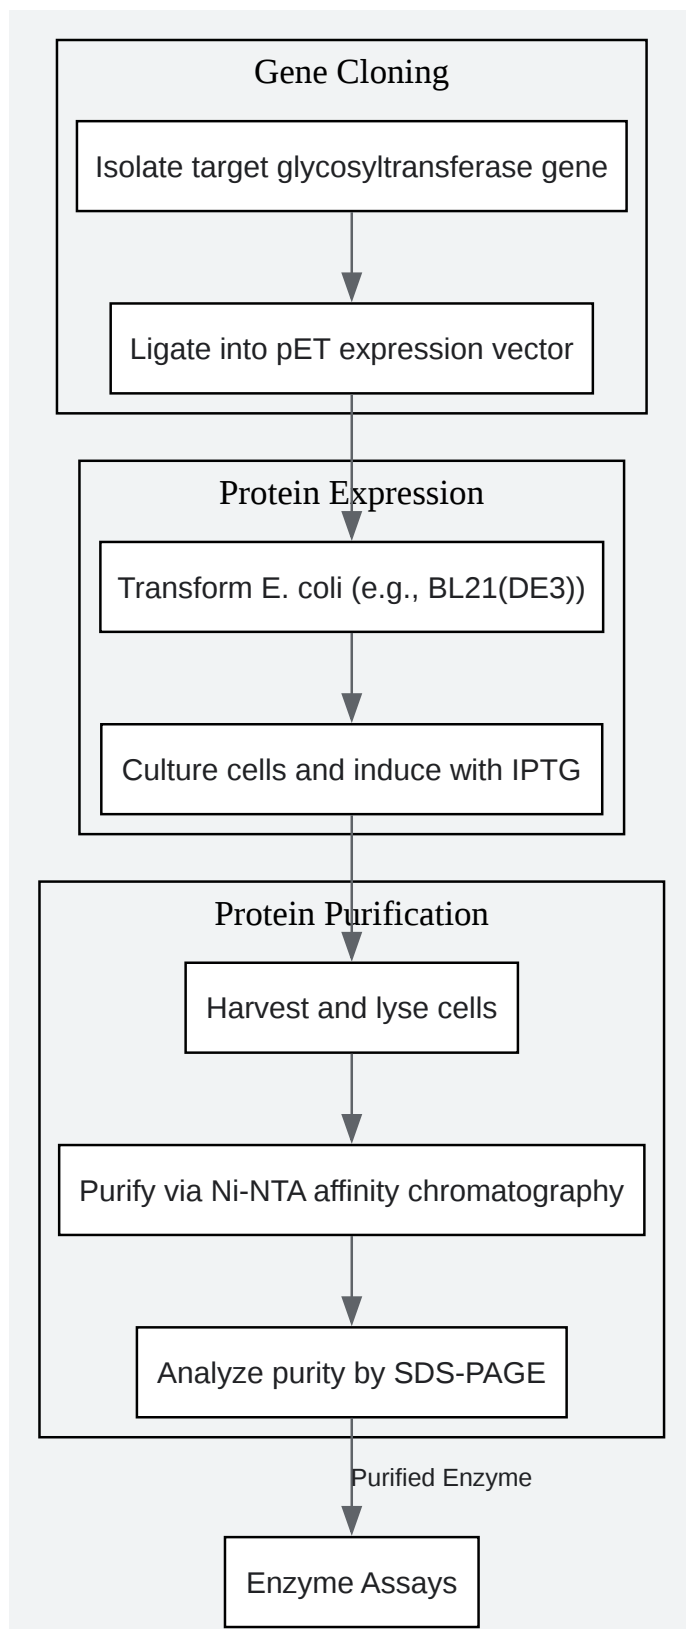 Gene Cloning
Isolate target glycosyltransferase gene
Ligate into pET expression vector
Protein Expression
Transform E. coli (e.g., BL21(DE3))
Culture cells and induce with IPTG
Protein Purification
Harvest and lyse cells
Purify via Ni-NTA affinity chromatography
Analyze purity by SDS-PAGE
Purified Enzyme
Enzyme Assays